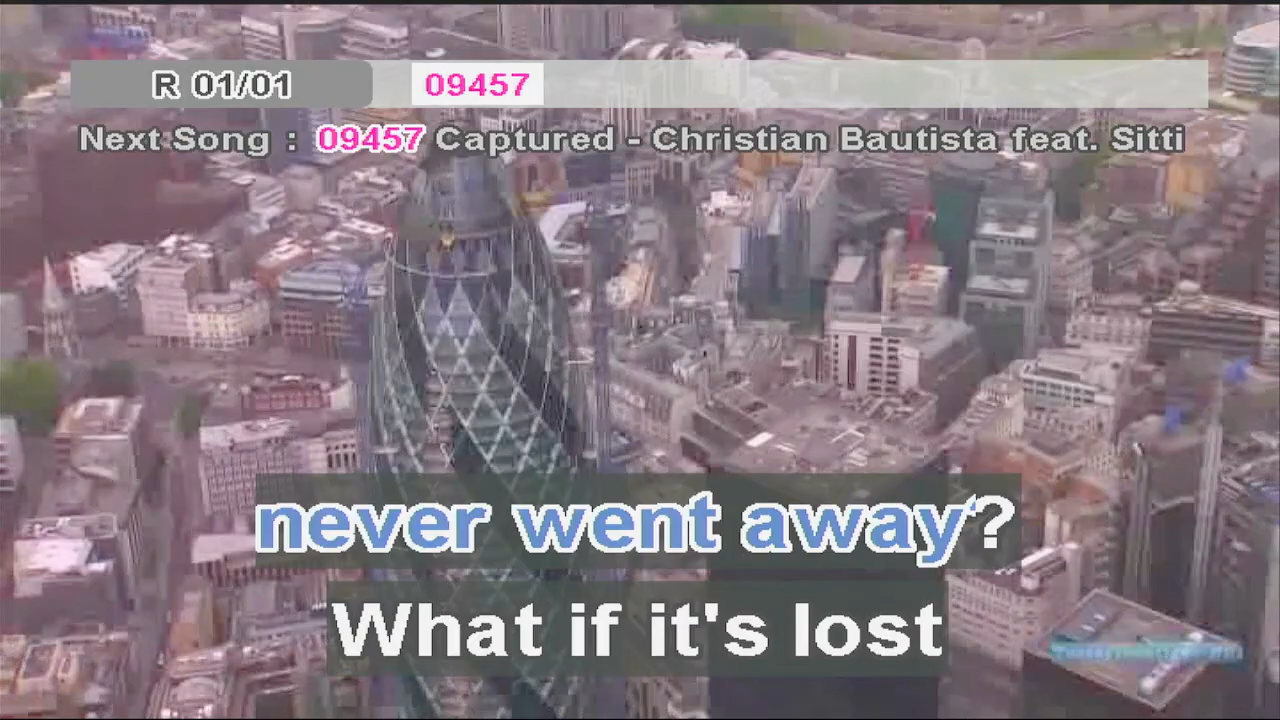 R 01/01 09457
Next Song : 09457 Captured - Christian Bautista feat. Sitti
never went away?
What if it's lost